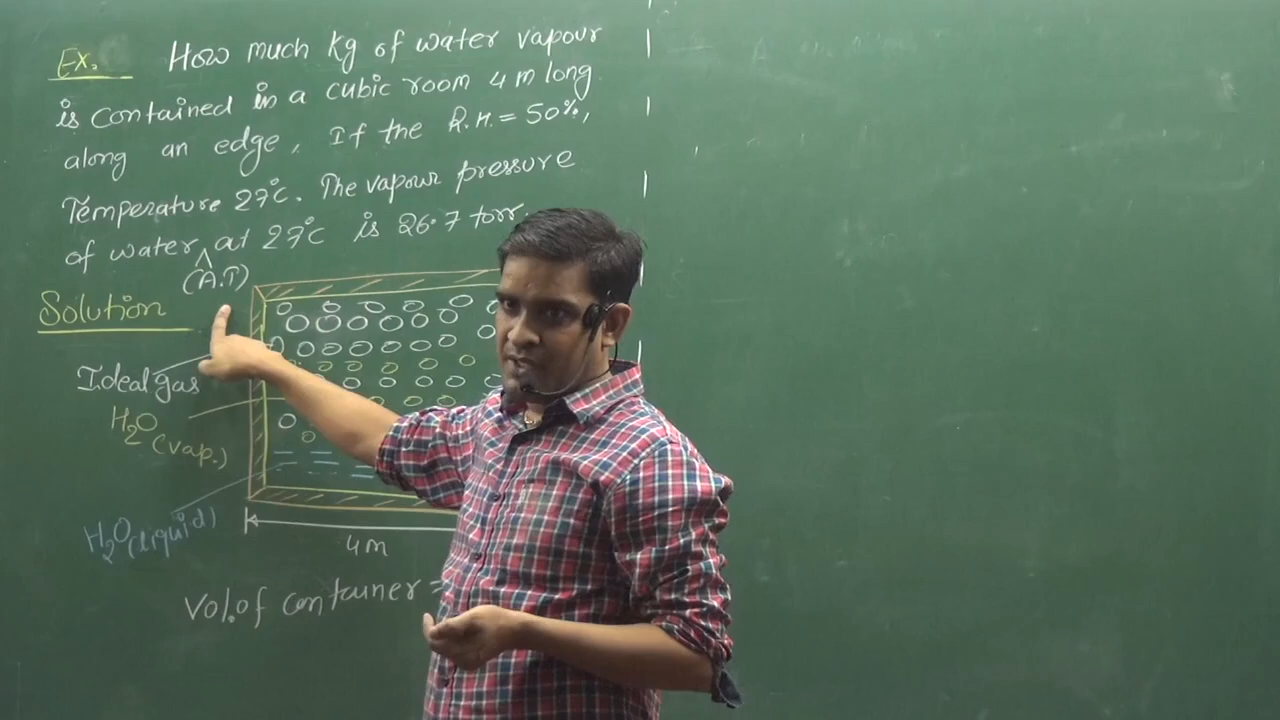 Ex. How much kg of water vapour
is contained in a cubic room 4 m long
along an edge, If the R.H. = 50%,
Temperature 27°C. The vapour pressure
of water at 27°C is 26.7 torr.
(A.T)
Solution
Ideal gas
H₂O
(vap.)
H₂O (liquid)
4m
Vol. of container =